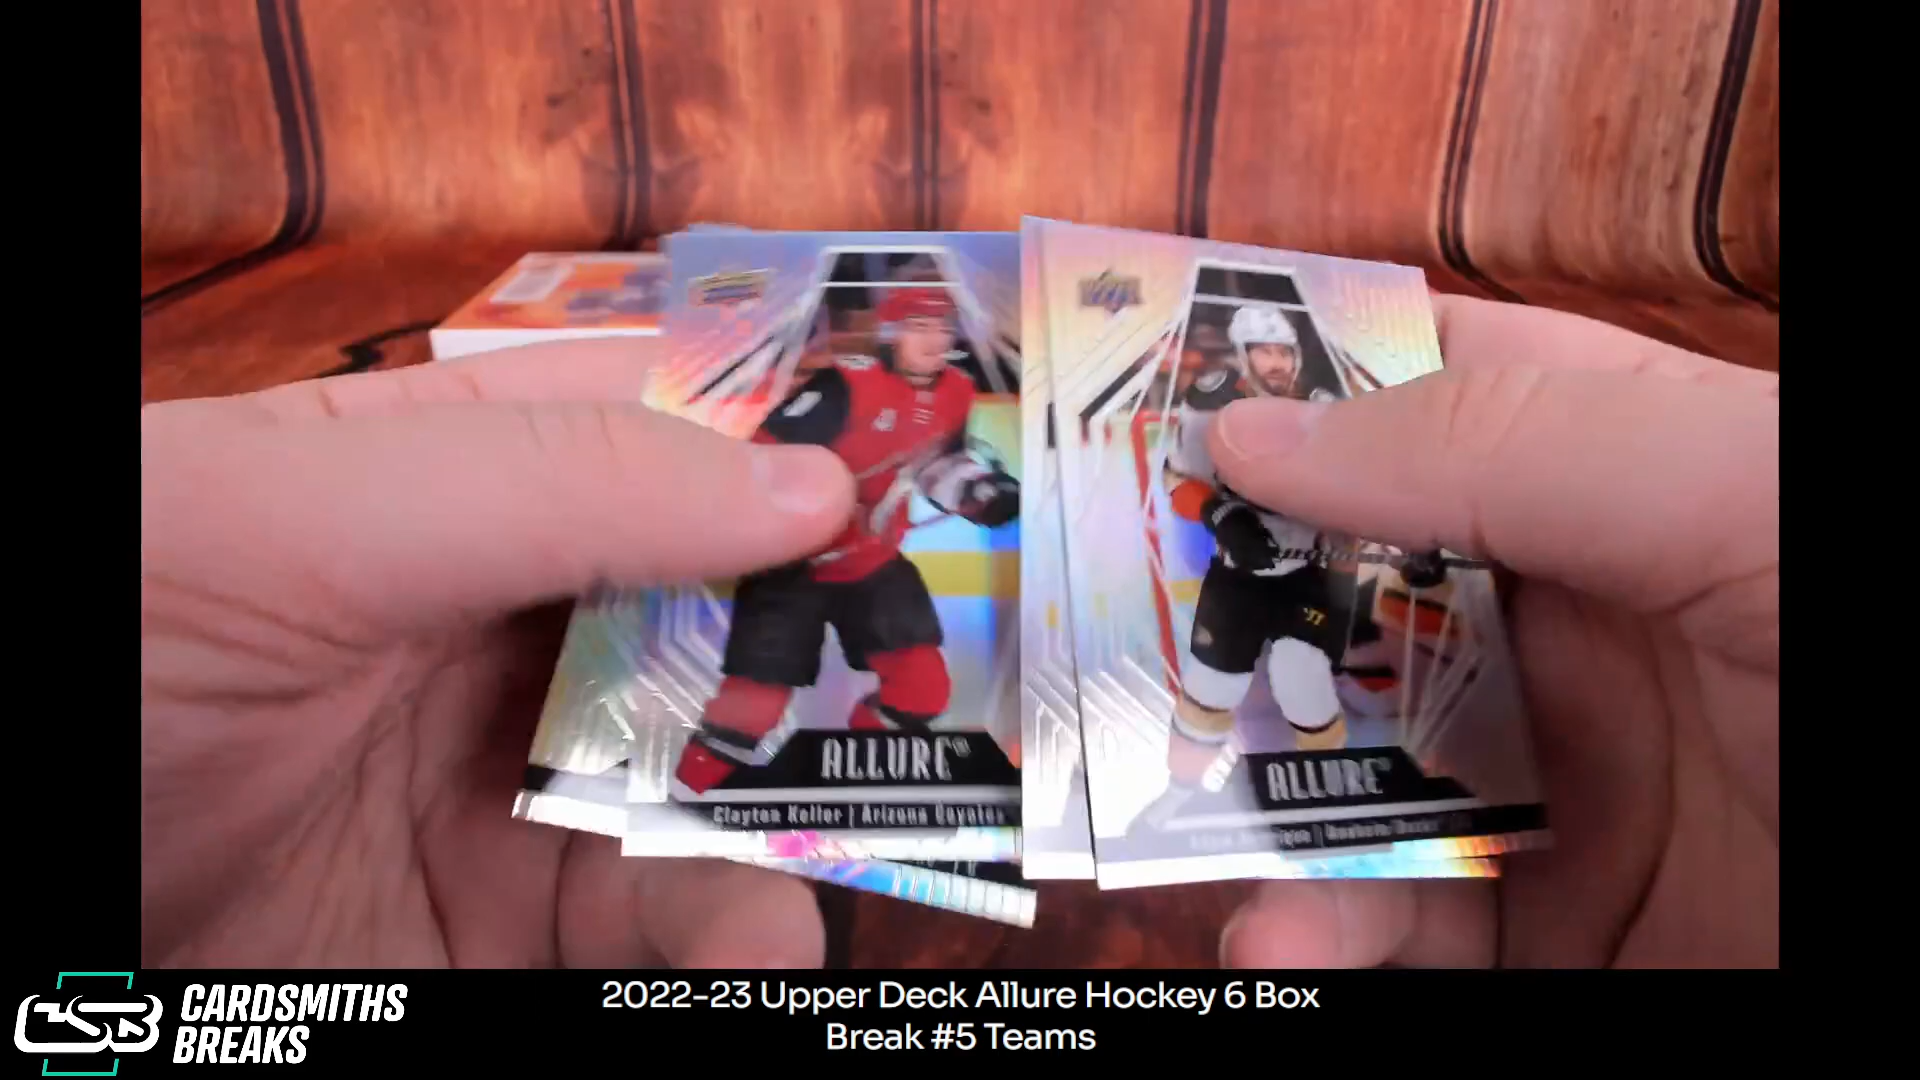 ALLURE
Clayton Keller | Arizona Coyotes
ALLURE
CSB
CARDSMITHS
BREAKS
2022-23 Upper Deck Allure Hockey 6 Box
Break #5 Teams